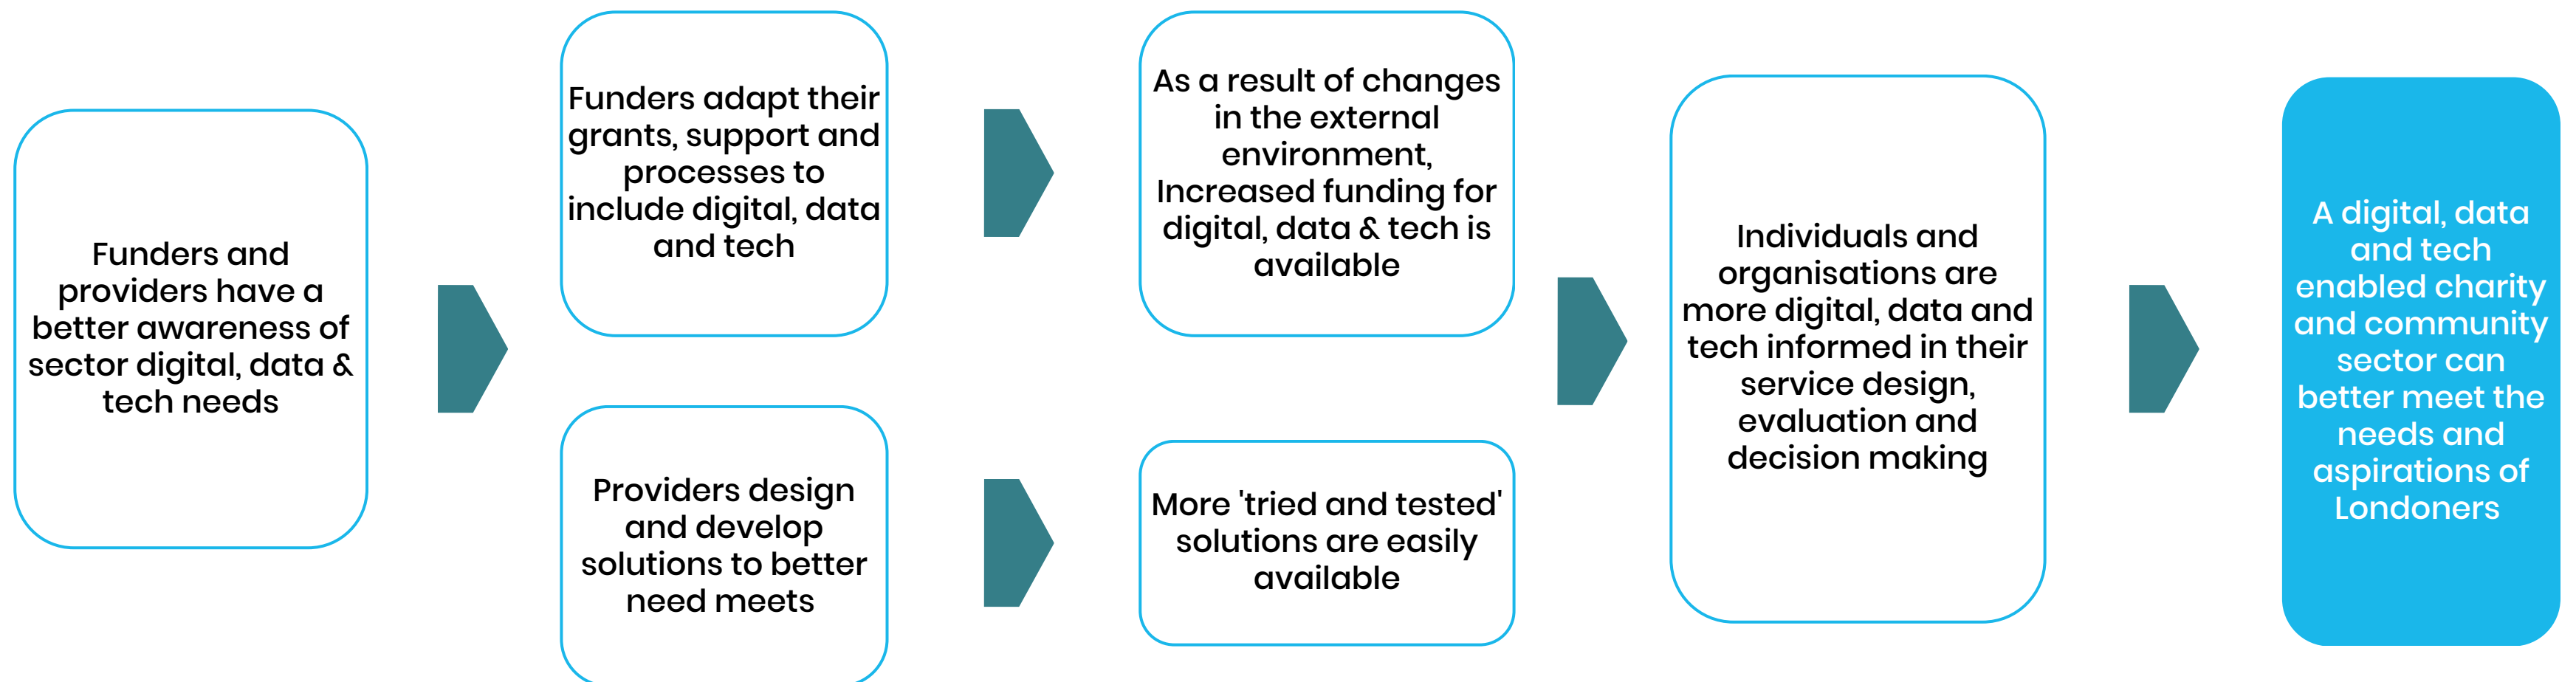 Funders and
providers have a
better awareness of
sector digital, data &
tech needs
Funders adapt their
grants, support and
processes to
include digital, data
and tech
Providers design
and develop
solutions to better
need meets
As a result of changes
in the external
environment,
Increased funding for
digital, data & tech is
available
More 'tried and tested'
solutions are easily
available
Individuals and
organisations are
more digital, data and
tech informed in their
service design,
evaluation and
decision making
A digital, data
and tech
enabled charity
and community
sector can
better meet the
needs and
aspirations of
Londoners